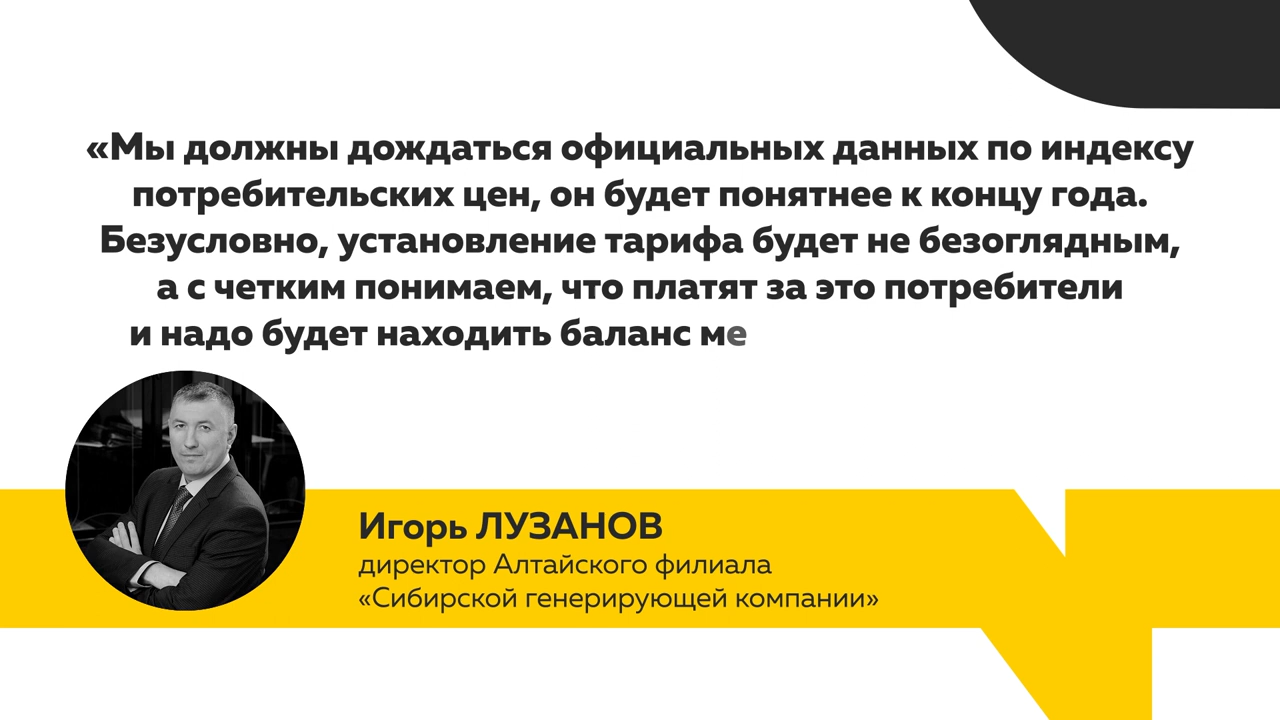 «Мы должны дождаться официальных данных по индексу
потребительских цен, он будет понятнее к концу года.
Безусловно, установление тарифа будет не безоглядным,
а с четким понимаем, что платят за это потребители
и надо будет находить баланс ме
Игорь ЛУЗАНОВ
директор Алтайского филиала
«Сибирской генерирующей компании»